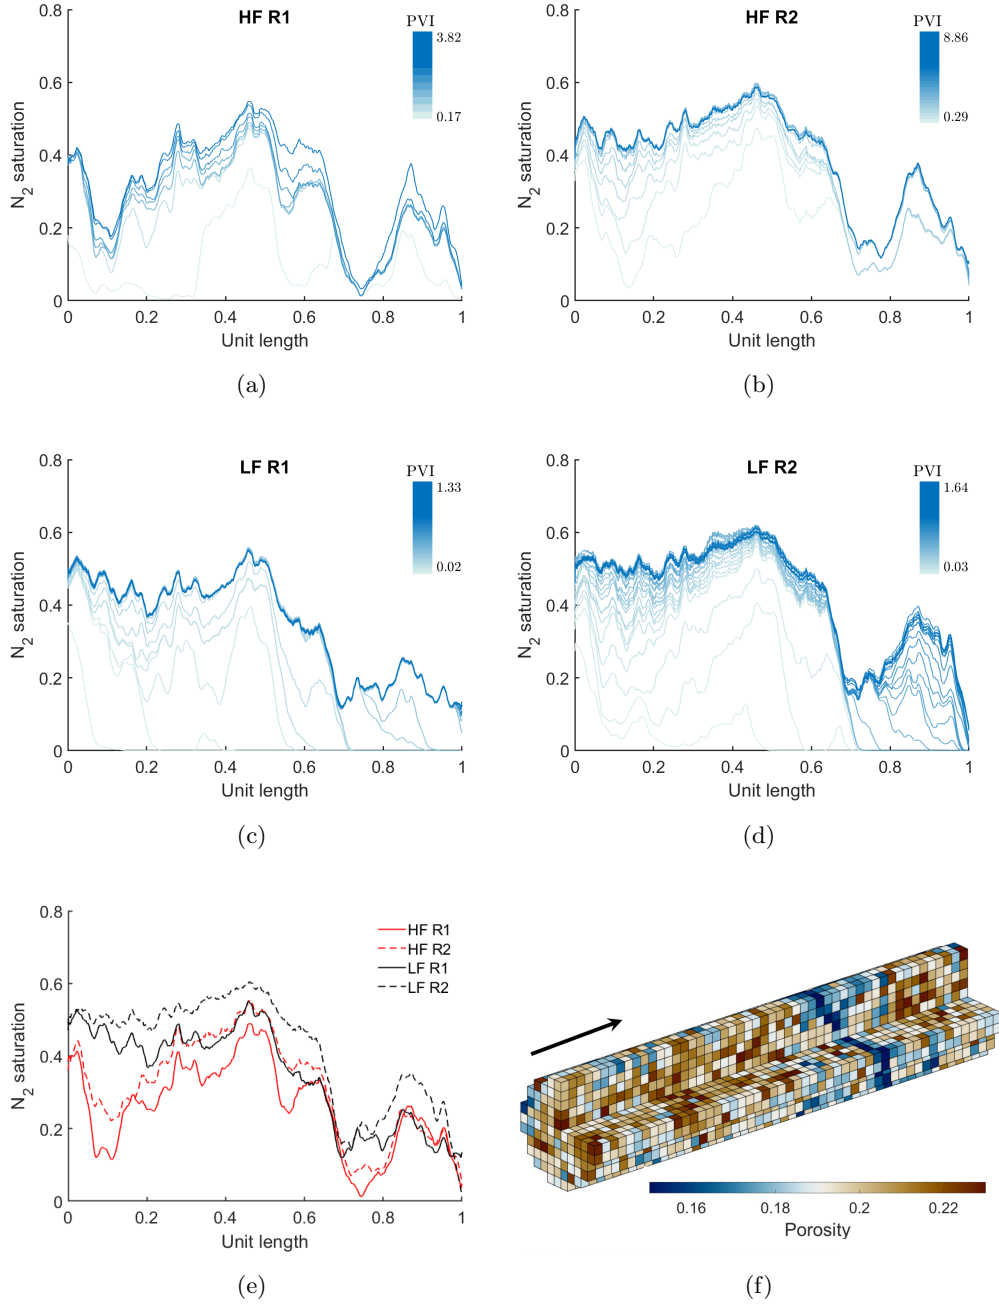 HF R1
PVI
3.82
0.17
0.8
0.6
0.4
0.2
0
N2 saturation
0 0.2 0.4 0.6 0.8 1
Unit length
(a)
HF R2
PVI
8.86
0.29
0.8
0.6
0.4
0.2
0
N2 saturation
0 0.2 0.4 0.6 0.8 1
Unit length
(b)
LF R1
PVI
1.33
0.02
0.8
0.6
0.4
0.2
0
N2 saturation
0 0.2 0.4 0.6 0.8 1
Unit length
(c)
LF R2
PVI
1.64
0.03
0.8
0.6
0.4
0.2
0
N2 saturation
0 0.2 0.4 0.6 0.8 1
Unit length
(d)
HF R1
HF R2
LF R1
LF R2
0.8
0.6
0.4
0.2
0
N2 saturation
0 0.2 0.4 0.6 0.8 1
Unit length
(e)
0.16 0.18 0.2 0.22
Porosity
(f)